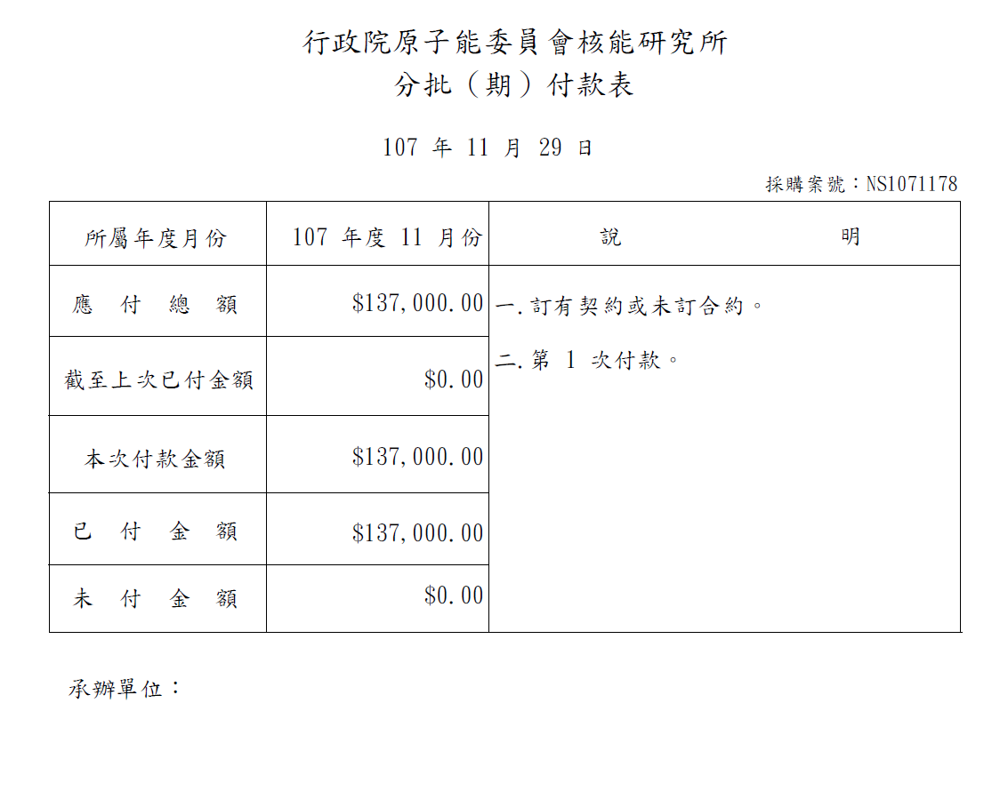 行政院原子能委員會核能研究所
分批（期）付款表
107 年 11 月 29 日
採購案號：NS1071178
所屬年度月份 107 年度 11 月份 說 明
應 付 總 額 $137,000.00 一.訂有契約或未訂合約。
截至上次已付金額 $0.00 二.第 1 次付款。
本次付款金額 $137,000.00
已 付 金 額 $137,000.00
未 付 金 額 $0.00
承辦單位：